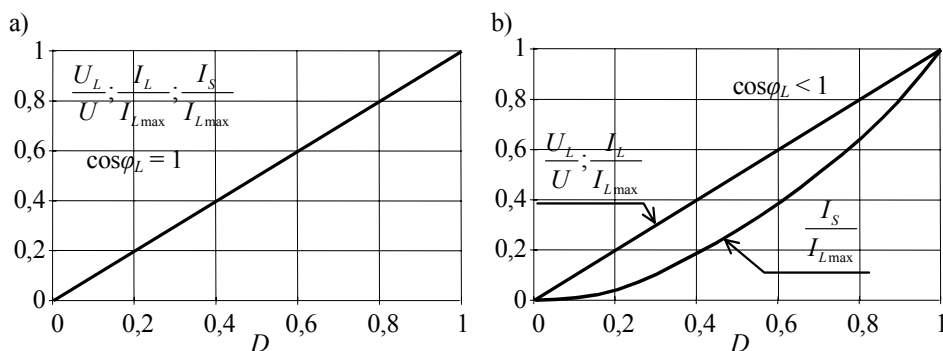 a)
1
0,8
0,6
0,4
0,2
0
U_L/U ; I_L/I_Lmax ; I_S/I_Lmax
cosφ_L = 1
0 0,2 0,4 0,6 0,8 1
D
b)
1
0,8
0,6
0,4
0,2
0
cosφ_L < 1
U_L/U ; I_L/I_Lmax
I_S/I_Lmax
0 0,2 0,4 0,6 0,8 1
D